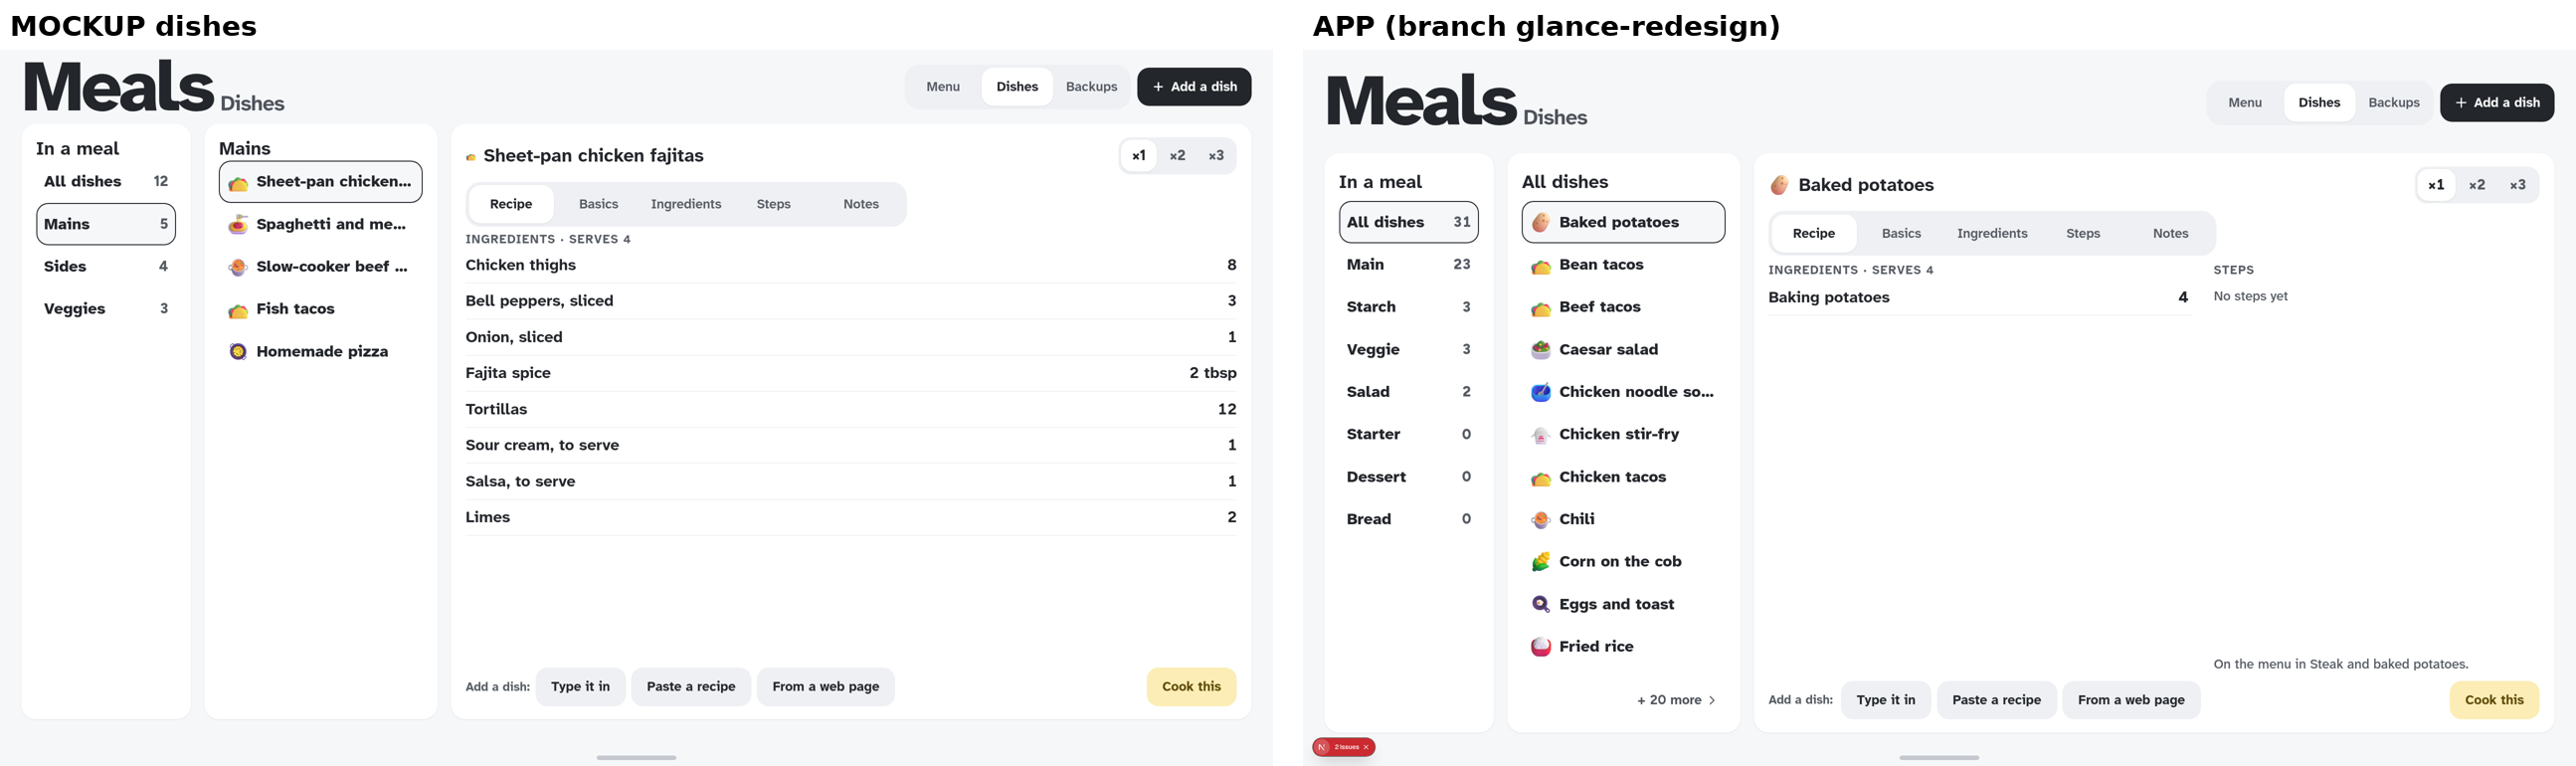 MOCKUP dishes
Meals Dishes
Menu
Dishes
Backups
+ Add a dish
In a meal
All dishes 12
Mains 5
Sides 4
Veggies 3
Mains
Sheet-pan chicken...
Spaghetti and me...
Slow-cooker beef ...
Fish tacos
Homemade pizza
Sheet-pan chicken fajitas
×1 ×2 ×3
Recipe Basics Ingredients Steps Notes
INGREDIENTS · SERVES 4
Chicken thighs 8
Bell peppers, sliced 3
Onion, sliced 1
Fajita spice 2 tbsp
Tortillas 12
Sour cream, to serve 1
Salsa, to serve 1
Limes 2
Add a dish: Type it in Paste a recipe From a web page Cook this
APP (branch glance-redesign)
Meals Dishes
Menu
Dishes
Backups
+ Add a dish
In a meal
All dishes 31
Main 23
Starch 3
Veggie 3
Salad 2
Starter 0
Dessert 0
Bread 0
All dishes
Baked potatoes
Bean tacos
Beef tacos
Caesar salad
Chicken noodle so...
Chicken stir-fry
Chicken tacos
Chili
Corn on the cob
Eggs and toast
Fried rice
+ 20 more >
Baked potatoes
×1 ×2 ×3
Recipe Basics Ingredients Steps Notes
INGREDIENTS · SERVES 4
Baking potatoes 4
STEPS
No steps yet
On the menu in Steak and baked potatoes.
Add a dish: Type it in Paste a recipe From a web page Cook this
N 2 Issues ×